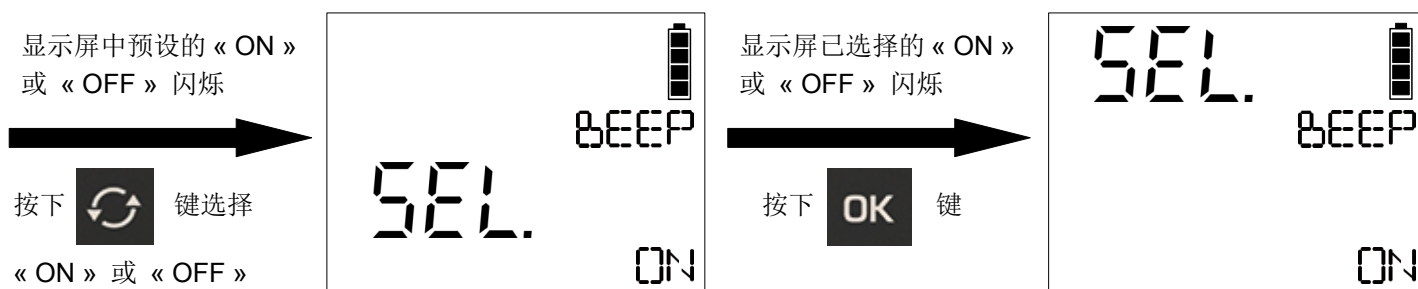 显示屏中预设的 « ON »
或 « OFF » 闪烁
按下 键选择
« ON » 或 « OFF »
BEEP
SEL.
ON
显示屏已选择的 « ON »
或 « OFF » 闪烁
按下 OK 键
SEL.
BEEP
ON